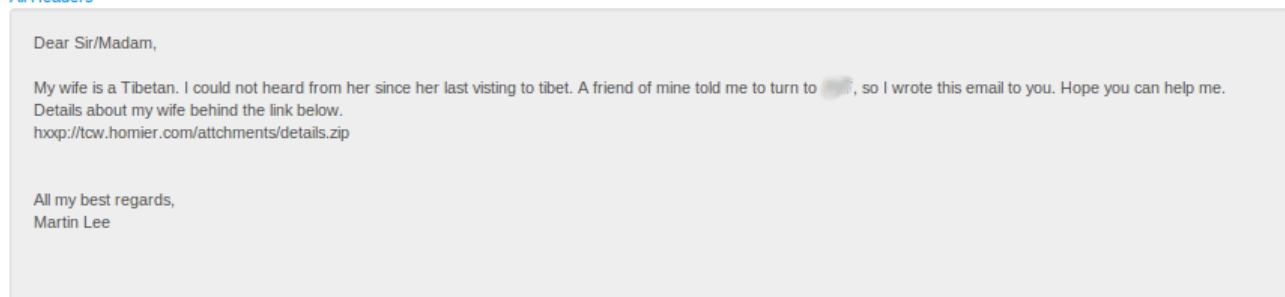 All Headers
Dear Sir/Madam,
My wife is a Tibetan. I could not heard from her since her last visting to tibet. A friend of mine told me to turn to , so I wrote this email to you. Hope you can help me.
Details about my wife behind the link below.
hxxp://tcw.homier.com/attchments/details.zip
All my best regards,
Martin Lee